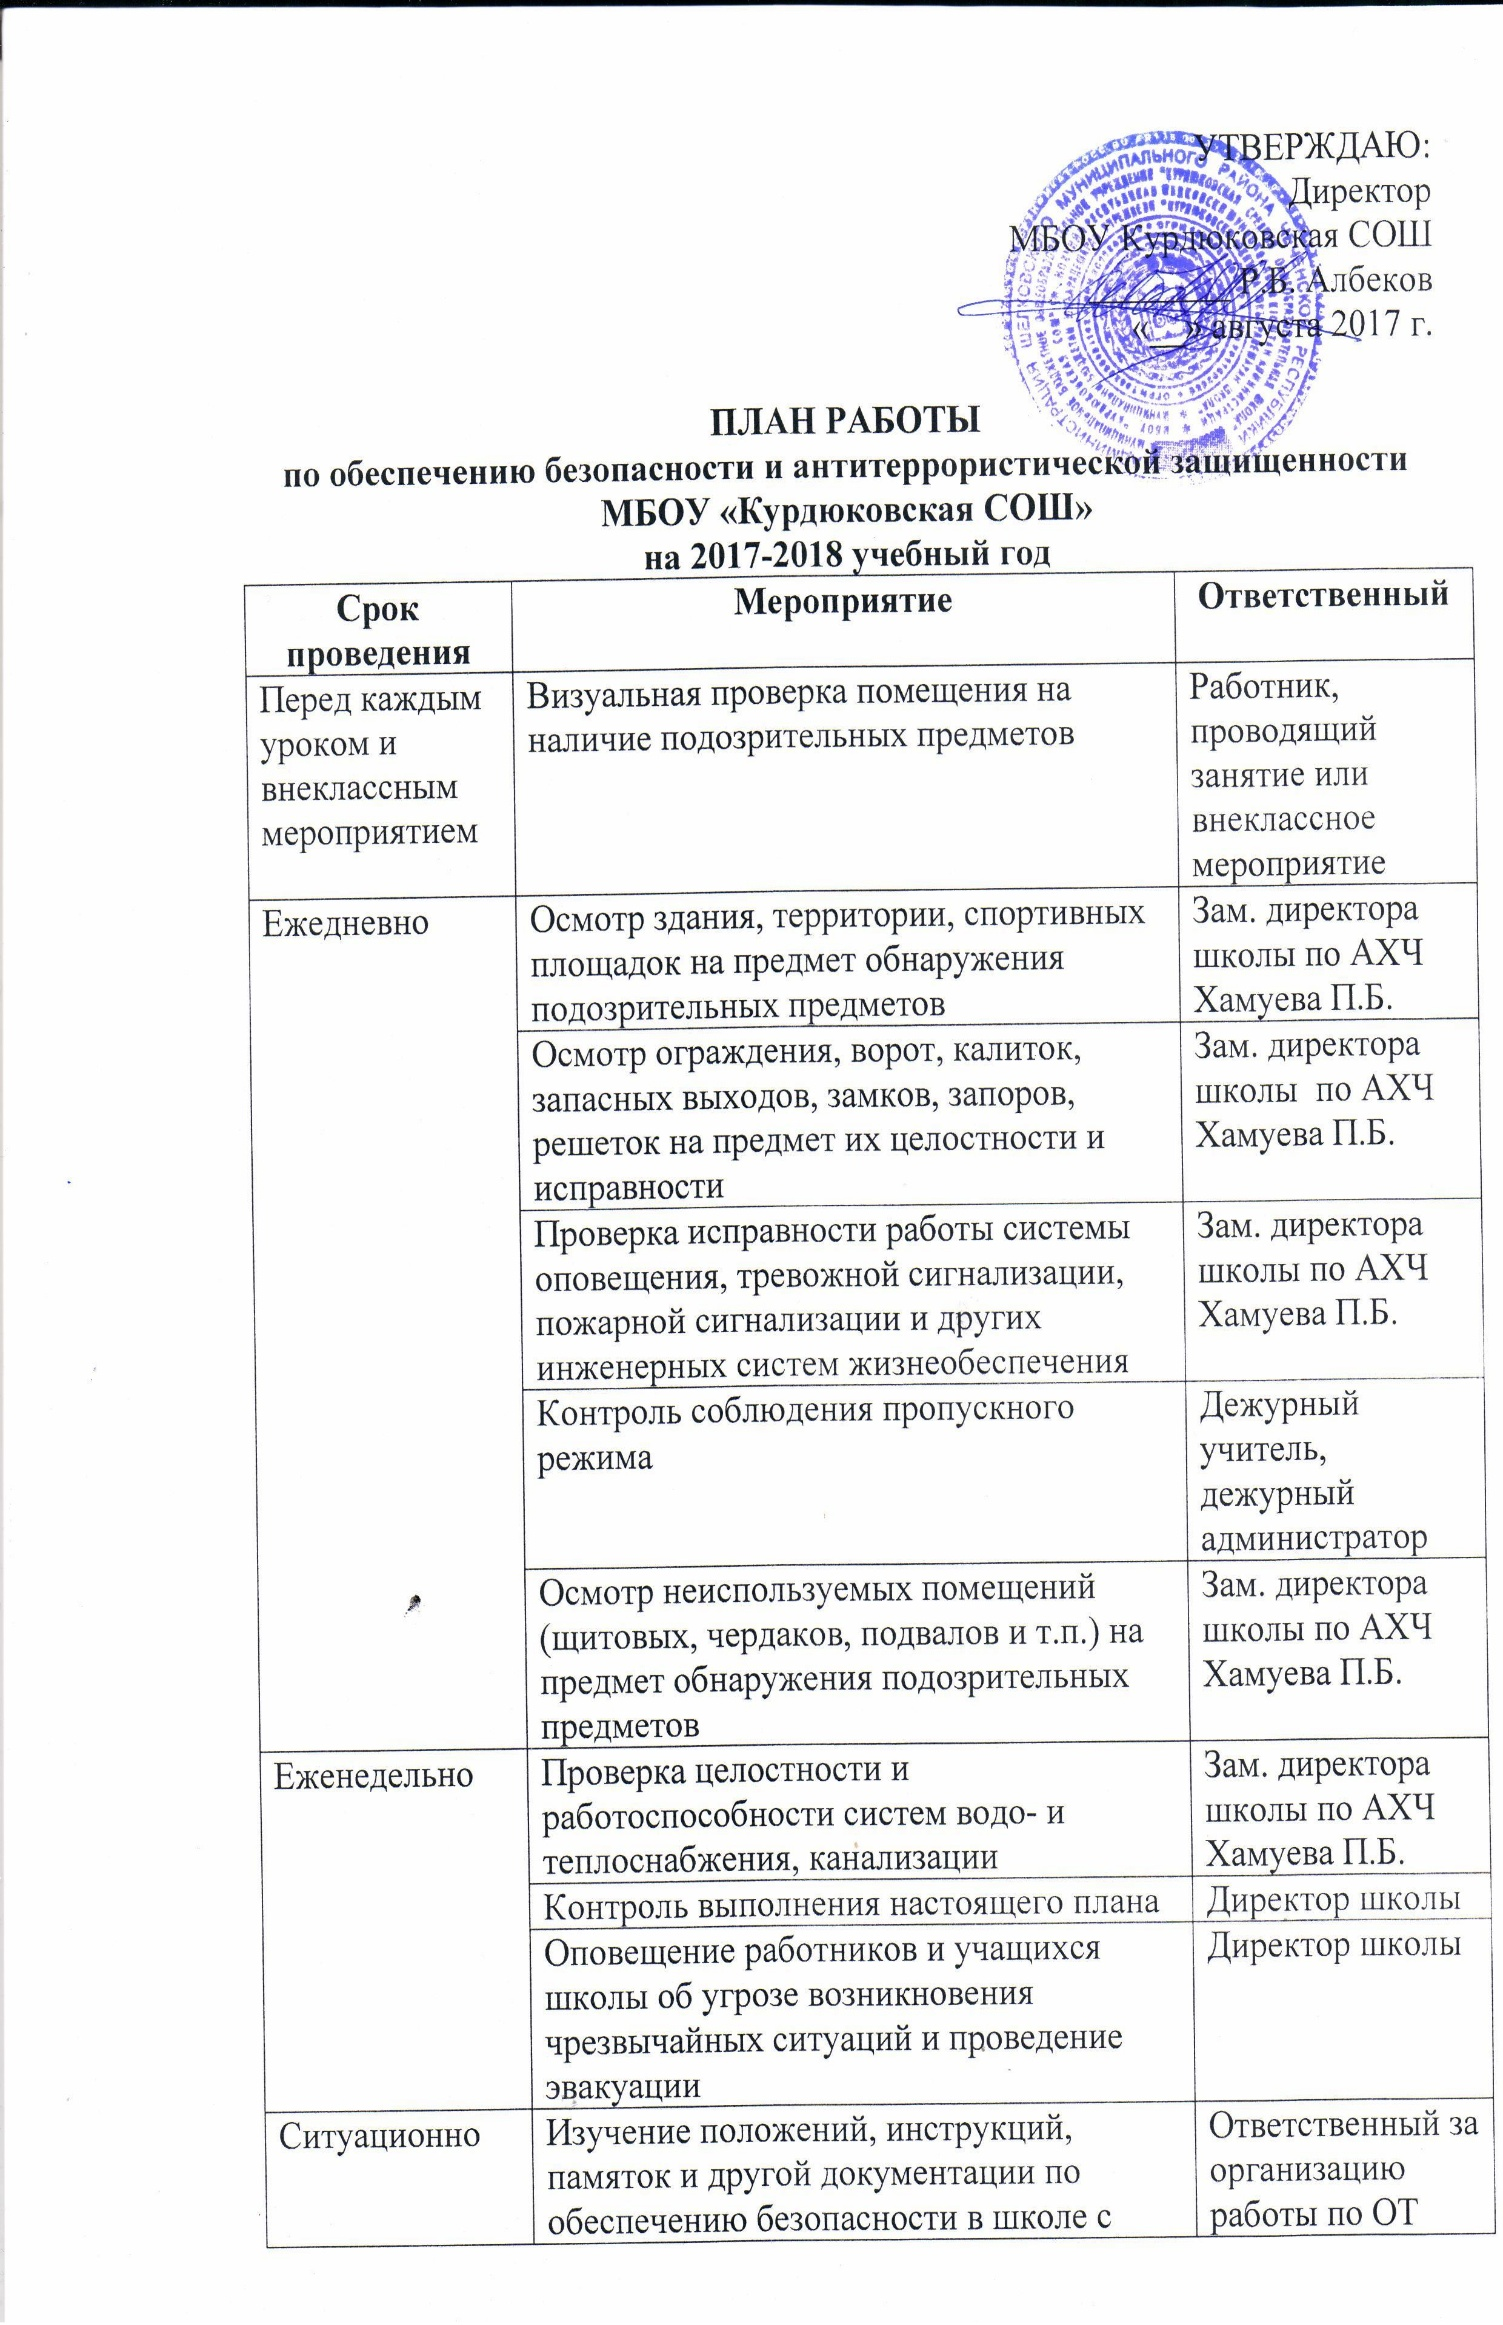 УТВЕРЖДАЮ:
Директор
МБОУ Курдюковская СОШ
Р.Б. Албеков
«__» августа 2017 г.
ПЛАН РАБОТЫ
по обеспечению безопасности и антитеррористической защищенности
МБОУ «Курдюковская СОШ»
на 2017-2018 учебный год
Срок
проведения
Мероприятие
Ответственный
Перед каждым
уроком и
внеклассным
мероприятием
Визуальная проверка помещения на
наличие подозрительных предметов
Работник,
проводящий
занятие или
внеклассное
мероприятие
Ежедневно
Осмотр здания, территории, спортивных
площадок на предмет обнаружения
подозрительных предметов
Зам. директора
школы по АХЧ
Хамуева П.Б.
Осмотр ограждения, ворот, калиток,
запасных выходов, замков, запоров,
решеток на предмет их целостности и
исправности
Зам. директора
школы по АХЧ
Хамуева П.Б.
Проверка исправности работы системы
оповещения, тревожной сигнализации,
пожарной сигнализации и других
инженерных систем жизнеобеспечения
Зам. директора
школы по АХЧ
Хамуева П.Б.
Контроль соблюдения пропускного
режима
Дежурный
учитель,
дежурный
администратор
Осмотр неиспользуемых помещений
(щитовых, чердаков, подвалов и т.п.) на
предмет обнаружения подозрительных
предметов
Зам. директора
школы по АХЧ
Хамуева П.Б.
Еженедельно
Проверка целостности и
работоспособности систем водо- и
теплоснабжения, канализации
Зам. директора
школы по АХЧ
Хамуева П.Б.
Контроль выполнения настоящего плана
Директор школы
Оповещение работников и учащихся
школы об угрозе возникновения
чрезвычайных ситуаций и проведение
эвакуации
Директор школы
Ситуационно
Изучение положений, инструкций,
памяток и другой документации по
обеспечению безопасности в школе с
Ответственный за
организацию
работы по ОТ